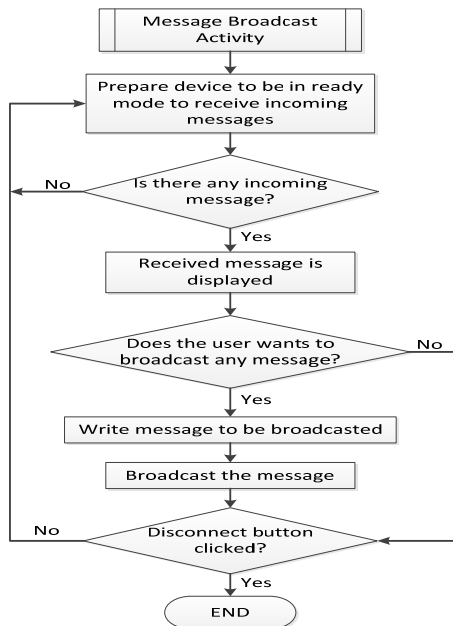 Message Broadcast
Activity
Prepare device to be in ready
mode to receive incoming
messages
No
Is there any incoming
message?
Yes
Received message is
displayed
Does the user wants to
broadcast any message?
No
Yes
Write message to be broadcasted
Broadcast the message
No
Disconnect button
clicked?
Yes
END